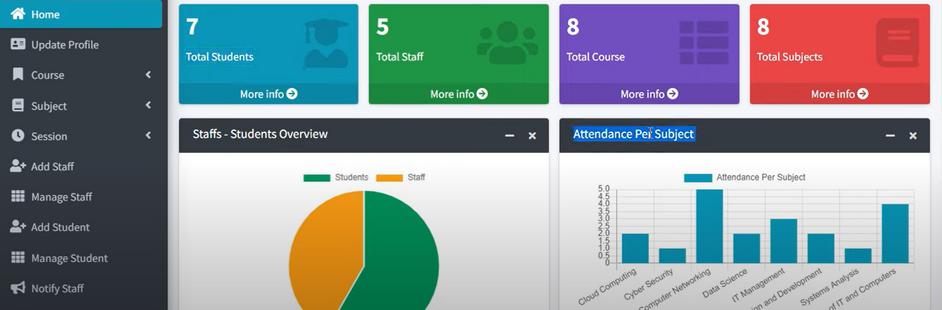 Home
Update Profile
Course
Subject
Session
Add Staff
Manage Staff
Add Student
Manage Student
Notify Staff
7
Total Students
More info
5
Total Staff
More info
8
Total Course
More info
8
Total Subjects
More info
Staffs - Students Overview
Students Staff
Attendance Per Subject
Attendance Per Subject
5.0
4.5
4.0
3.5
3.0
2.5
2.0
1.5
1.0
0.5
0
Cloud Computing
Cyber Security
Computer Networking
Data Science
IT Management
and Development
Systems Analysis
of IT and Computers